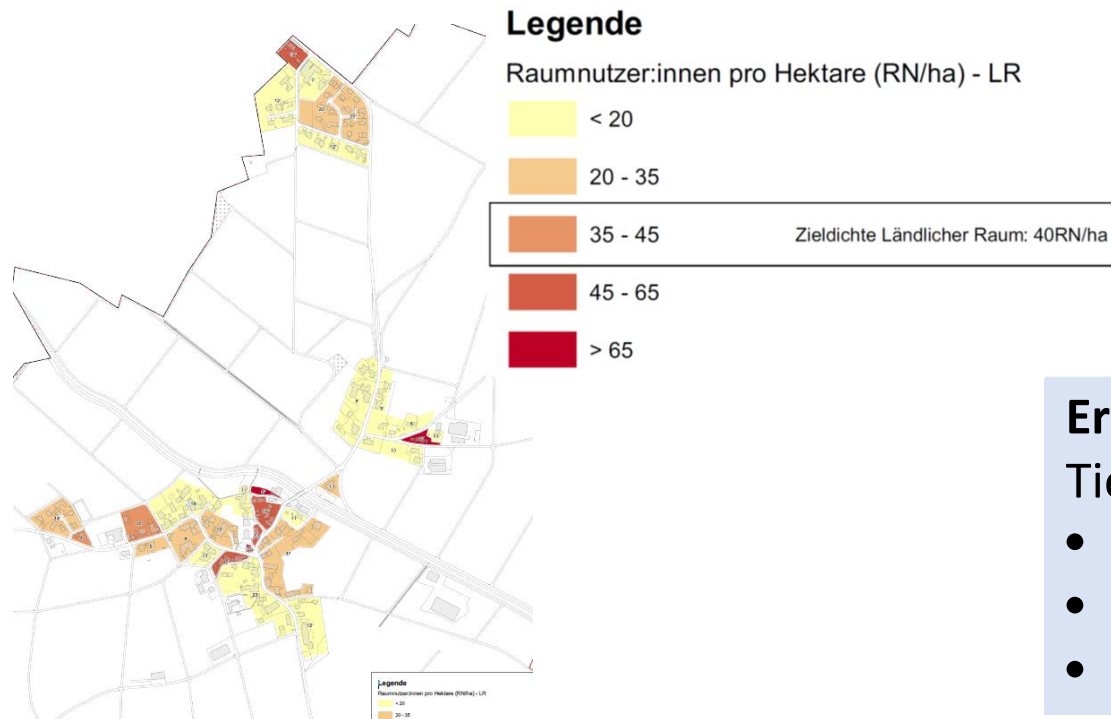 Legende
Raumnutzer:innen pro Hektare (RN/ha) - LR
< 20
20 - 35
35 - 45 Zieldichte Ländlicher Raum: 40RN/ha
45 - 65
> 65
Er
Tie
•
•
•
Legende
Raumnutzer:innen pro Hektare (RN/ha) - LR
< 20
20 - 35